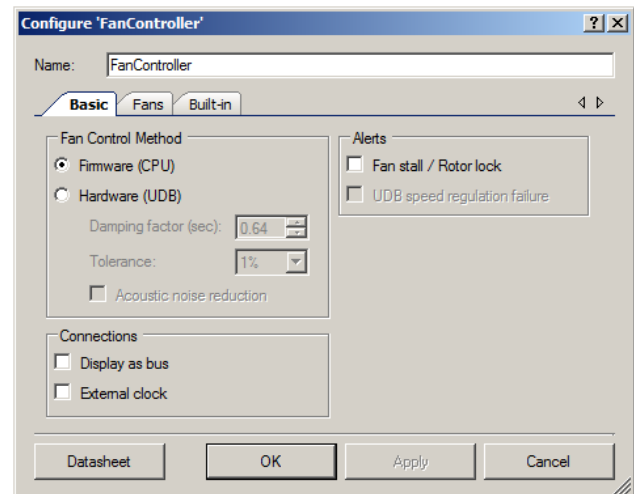 Configure 'FanController'
Name: FanController
Basic Fans Built-in
Fan Control Method
Firmware (CPU)
Hardware (UDB)
Damping factor (sec): 0.64
Tolerance: 1%
Acoustic noise reduction
Alerts
Fan stall / Rotor lock
UDB speed regulation failure
Connections
Display as bus
External clock
Datasheet OK Apply Cancel